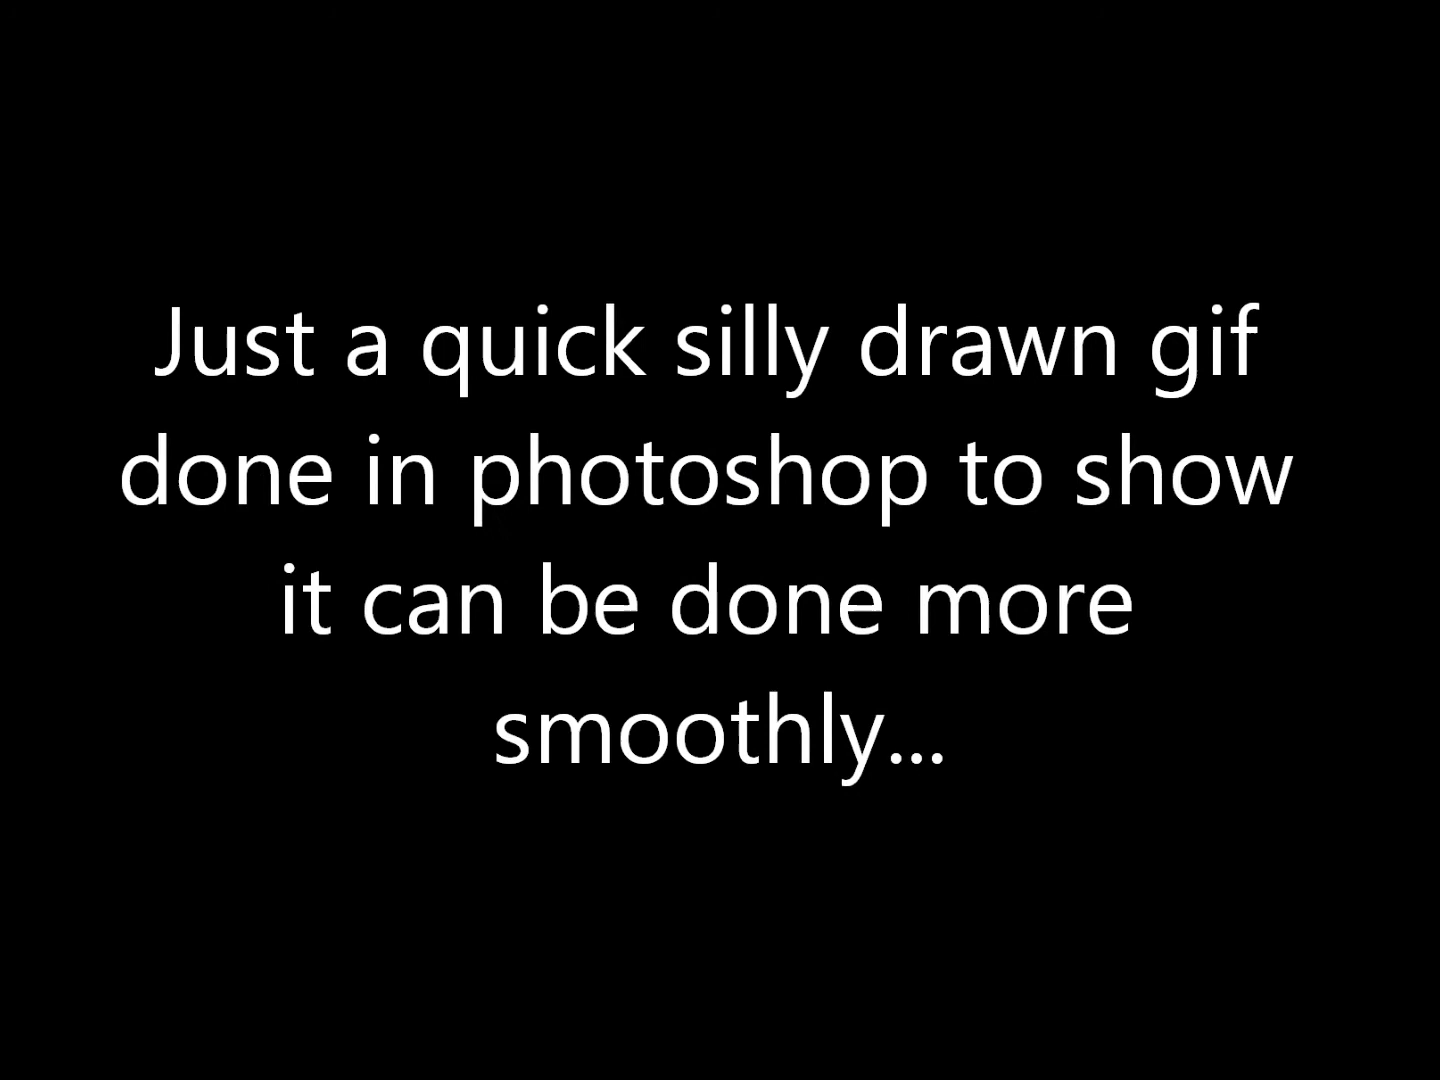 Just a quick silly drawn gif
done in photoshop to show
it can be done more
smoothly...